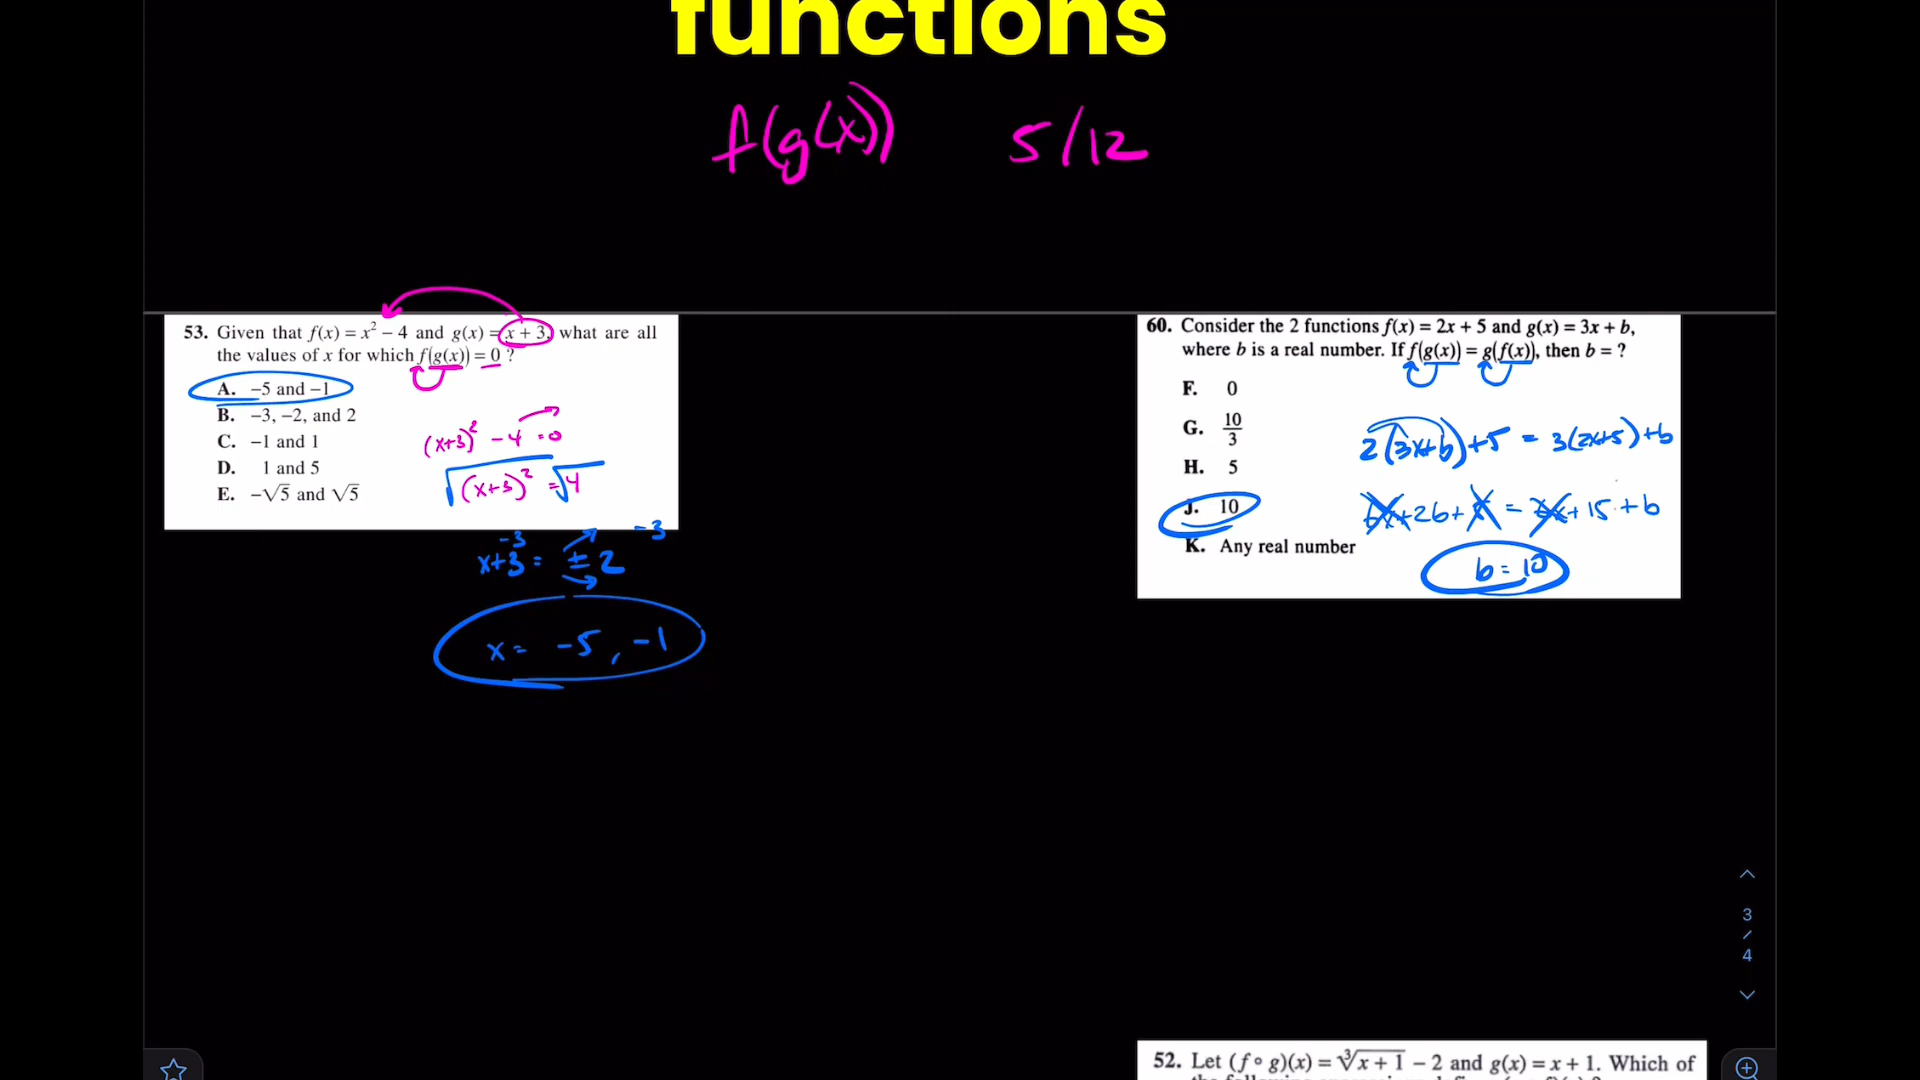 functions
f(g(x)) 5/12
53. Given that f(x) = x² − 4 and g(x) = x + 3, what are all
the values of x for which f(g(x)) = 0 ?
A. −5 and −1
B. −3, −2, and 2
C. −1 and 1
D. 1 and 5
E. −√5 and √5
(x+3)² −4 =0
√(x+3)² = √4
−3 −3
x+3 = ±2
x = −5, −1
60. Consider the 2 functions f(x) = 2x + 5 and g(x) = 3x + b,
where b is a real number. If f(g(x)) = g(f(x)), then b = ?
F. 0
G. 10/3
H. 5
J. 10
K. Any real number
2(3x+b)+5 = 3(2x+5)+b
+2b+ = +15+b
b = 10
3
/
4
52. Let (f∘g)(x) = ∛x + 1 − 2 and g(x) = x + 1. Which of